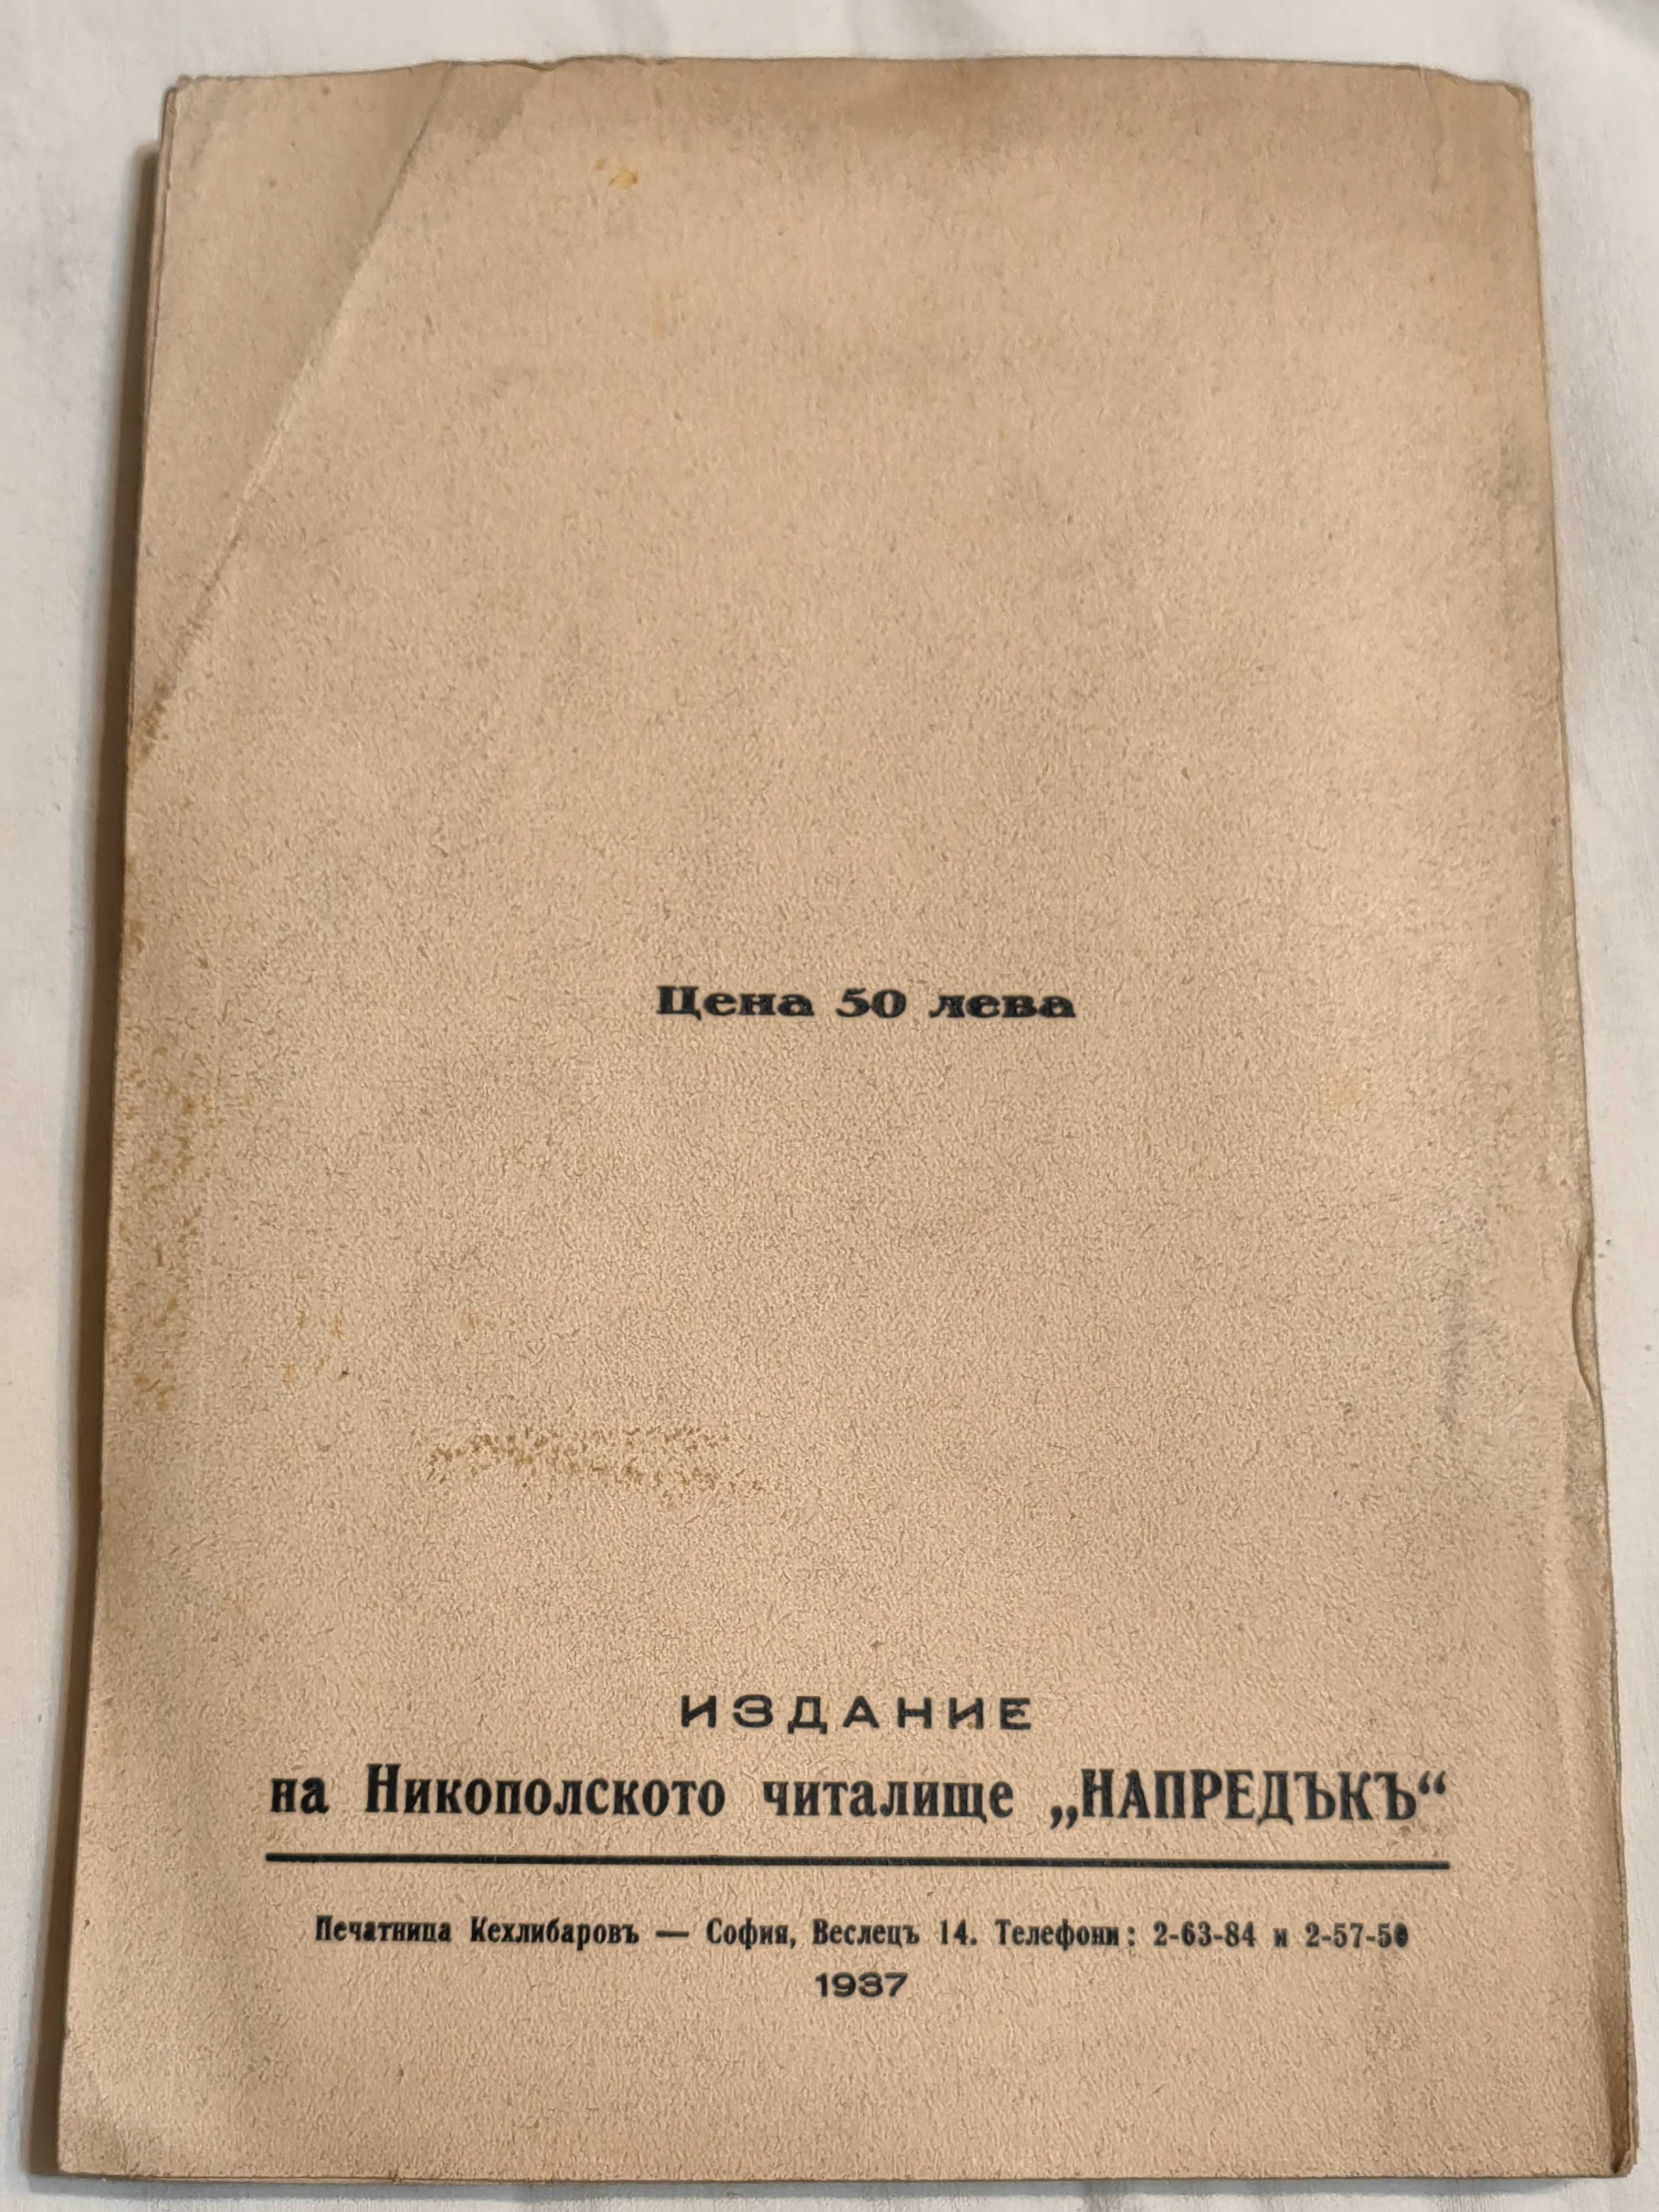 Цена 50 лева
ИЗДАНИЕ
на Никополското читалище „НАПРЕДЪКЪ“
Печатница Кехлибаровъ — София, Веслецъ 14. Телефони: 2-63-84 и 2-57-50
1937